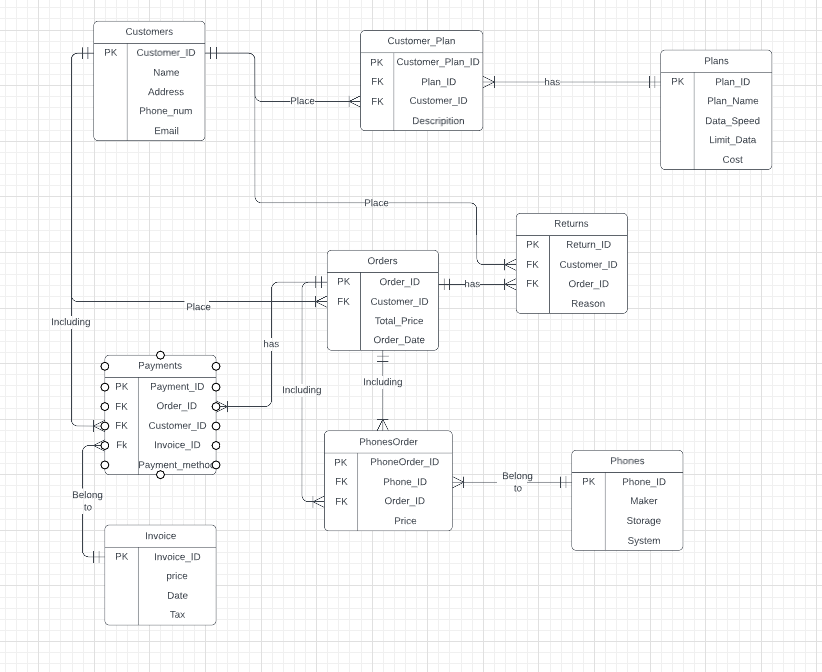 Customers
PK Customer_ID
Name
Address
Phone_num
Email
Customer_Plan
PK Customer_Plan_ID
FK Plan_ID
FK Customer_ID
Descripition
Plans
PK Plan_ID
Plan_Name
Data_Speed
Limit_Data
Cost
Place
has
Place
Returns
PK Return_ID
FK Customer_ID
FK Order_ID
Reason
Orders
PK Order_ID
FK Customer_ID
Total_Price
Order_Date
has
Place
Including
has
Including
Including
Payments
PK Payment_ID
FK Order_ID
FK Customer_ID
Fk Invoice_ID
Payment_method
PhonesOrder
PK PhoneOrder_ID
FK Phone_ID
FK Order_ID
Price
Belong
to
Phones
PK Phone_ID
Maker
Storage
System
Belong
to
Invoice
PK Invoice_ID
price
Date
Tax